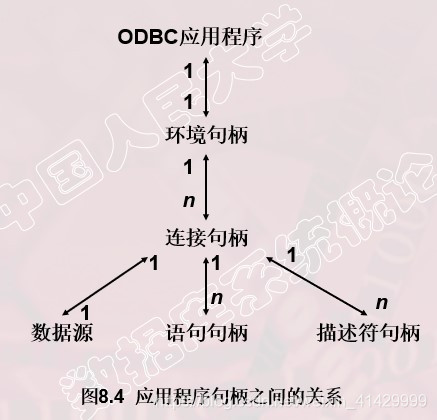 ODBC应用程序
1
1
环境句柄
1
n
连接句柄
1
1
1
1
n
n
数据源
语句句柄
描述符句柄
图8.4 应用程序句柄之间的关系
中国人民大学
数据库系统概论
_41429999